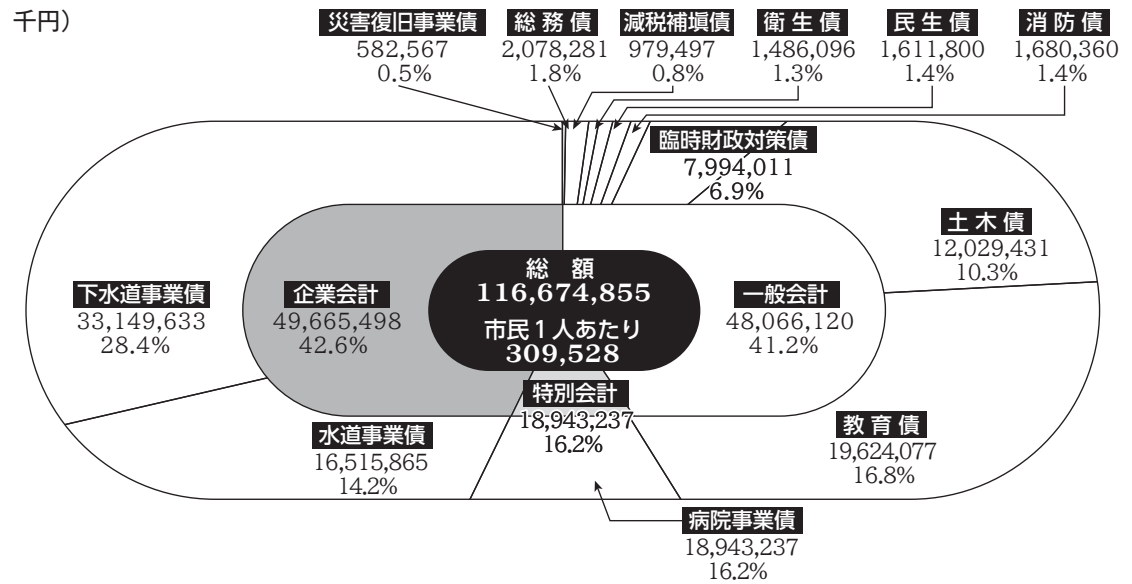 千円）
災害復旧事業債
582,567
0.5%
総務債
2,078,281
1.8%
減税補塡債
979,497
0.8%
衛生債
1,486,096
1.3%
民生債
1,611,800
1.4%
消防債
1,680,360
1.4%
臨時財政対策債
7,994,011
6.9%
土木債
12,029,431
10.3%
下水道事業債
33,149,633
28.4%
企業会計
49,665,498
42.6%
総　額
116,674,855
市民1人あたり
309,528
一般会計
48,066,120
41.2%
特別会計
18,943,237
16.2%
水道事業債
16,515,865
14.2%
教育債
19,624,077
16.8%
病院事業債
18,943,237
16.2%